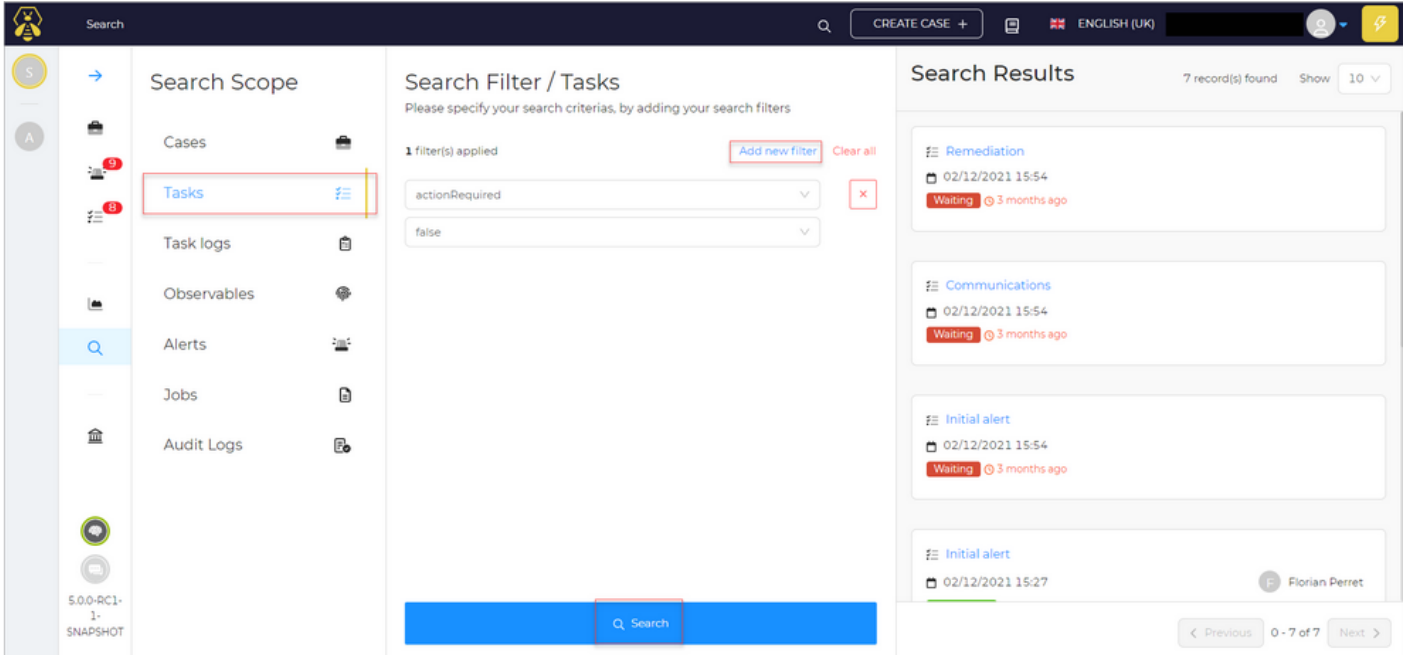 Search
CREATE CASE +
ENGLISH (UK)
S
A
9
8
5.0.0-RC1-
1-
SNAPSHOT
Search Scope
Cases
Tasks
Task logs
Observables
Alerts
Jobs
Audit Logs
Search Filter / Tasks
Please specify your search criterias, by adding your search filters
1 filter(s) applied
Add new filter
Clear all
actionRequired
false
Search
Search Results
7 record(s) found
Show
10
Remediation
02/12/2021 15:54
Waiting
3 months ago
Communications
02/12/2021 15:54
Waiting
3 months ago
Initial alert
02/12/2021 15:54
Waiting
3 months ago
Initial alert
02/12/2021 15:27
F
Florian Perret
< Previous
0 - 7 of 7
Next >